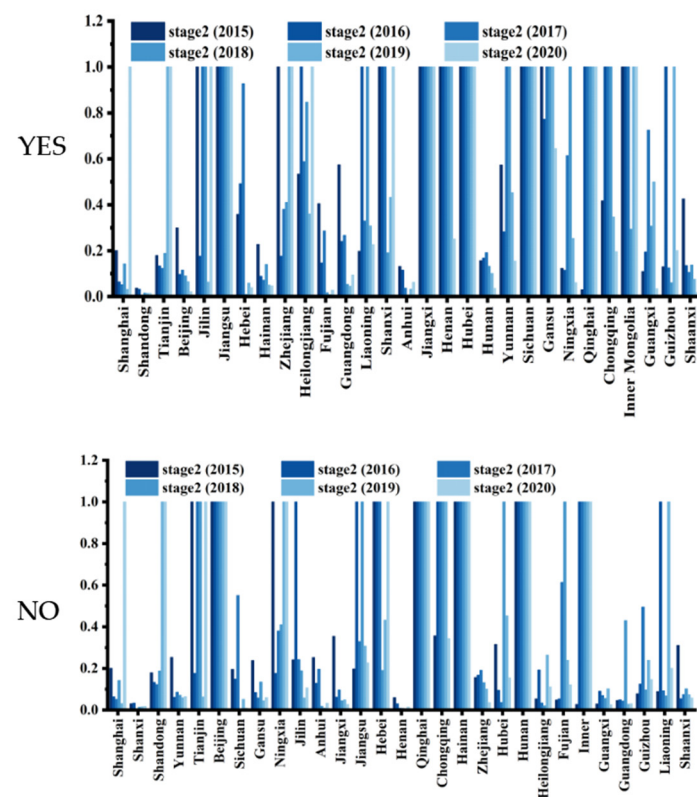 stage2 (2015) stage2 (2016) stage2 (2017)
stage2 (2018) stage2 (2019) stage2 (2020)
1.2
1.0
0.8
YES
0.6
0.4
0.2
0.0
Shanghai Shandong Tianjin Beijing Jilin Jiangsu Hebei Hainan Zhejiang Heilongjiang Fujian Guangdong Liaoning Shanxi Anhui Jiangxi Henan Hubei Hunan Yunnan Sichuan Gansu Ningxia Qinghai Chongqing Inner Mongolia Guangxi Guizhou Shaanxi
stage2 (2015) stage2 (2016) stage2 (2017)
stage2 (2018) stage2 (2019) stage2 (2020)
1.2
1.0
0.8
0.6
NO
0.4
0.2
0.0
Shanghai Shanxi Shandong Yunnan Tianjin Beijing Sichuan Gansu Ningxia Jilin Anhui Jiangxi Jiangsu Hebei Henan Qinghai Chongqing Hainan Zhejiang Hubei Hunan Heilongjiang Fujian Inner Guangxi Guangdong Guizhou Liaoning Shaanxi